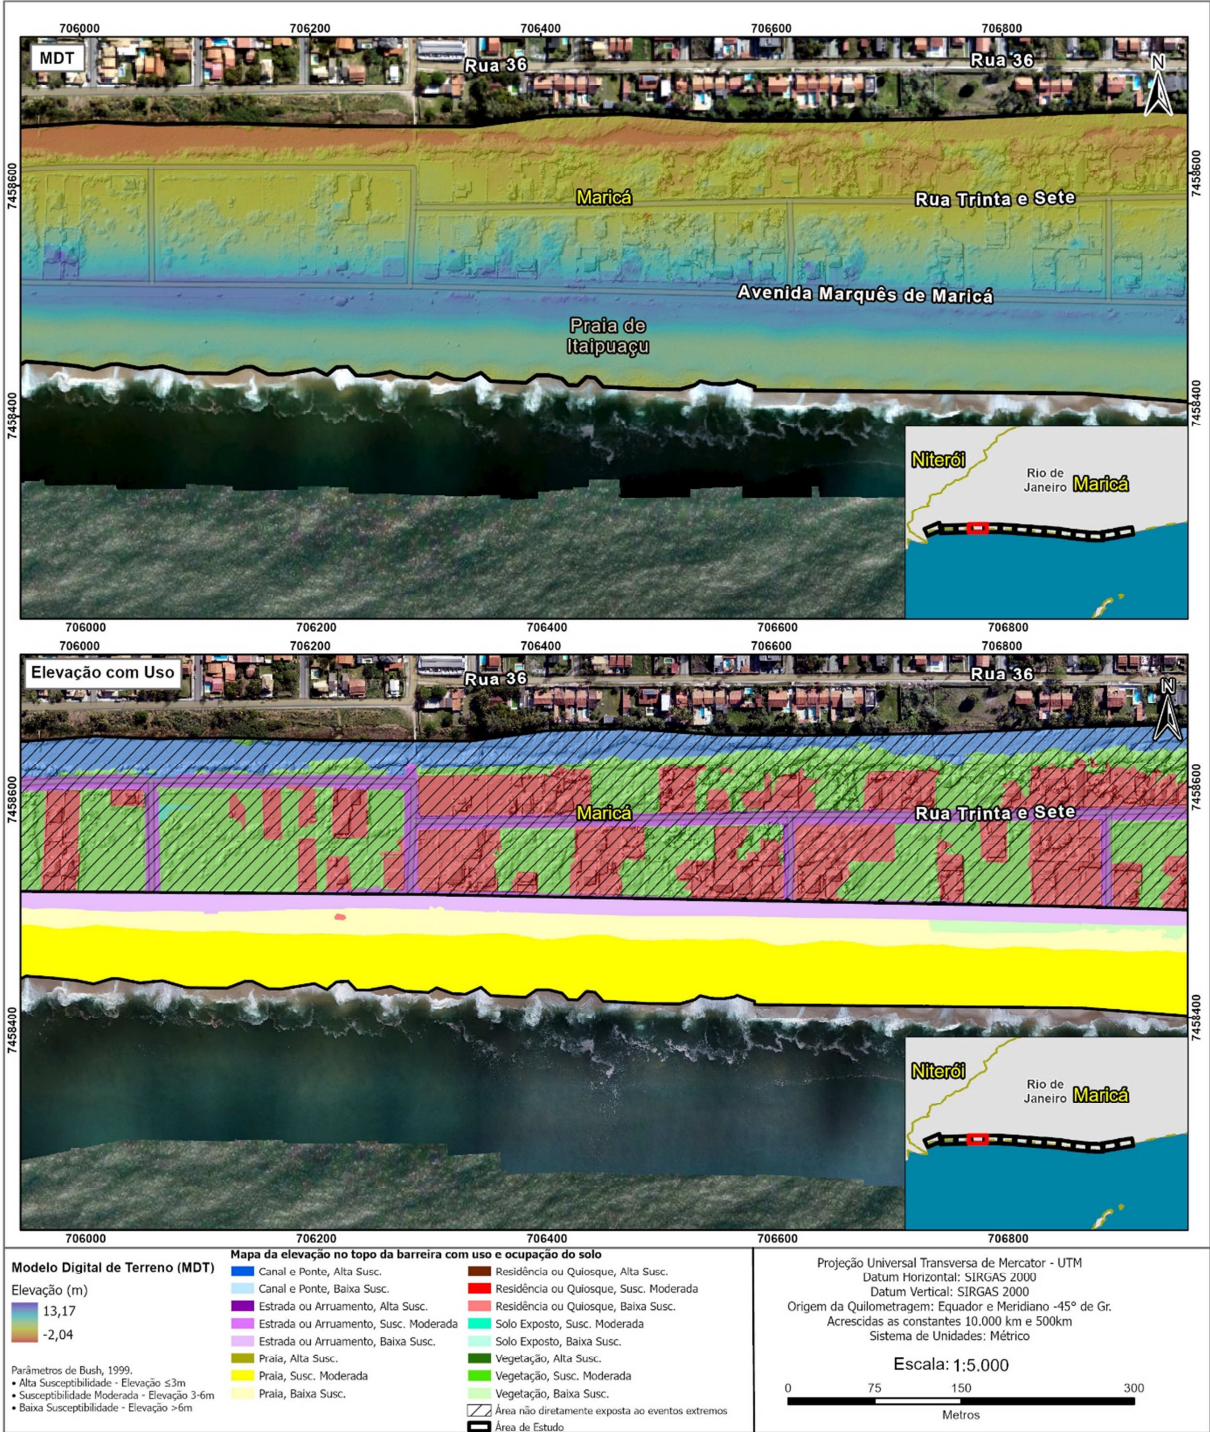 706000 706200 706400 706600 706800
MDT
Rua 36
Rua 36
N
7458600
7458600
Maricá
Rua Trinta e Sete
Avenida Marquês de Maricá
Praia de
Itaipuaçu
7458400
7458400
Niterói
Rio de
Janeiro
Maricá
706000 706200 706400 706600 706800
706000 706200 706400 706600 706800
Elevação com Uso
Rua 36
Rua 36
N
7458600
7458600
Maricá
Rua Trinta e Sete
7458400
7458400
Niterói
Rio de
Janeiro
Maricá
706000 706200 706400 706600 706800
Modelo Digital de Terreno (MDT)
Elevação (m)
13,17
-2,04
Parâmetros de Bush, 1999.
• Alta Susceptibilidade - Elevação ≤3m
• Susceptibilidade Moderada - Elevação 3-6m
• Baixa Susceptibilidade - Elevação >6m
Mapa da elevação no topo da barreira com uso e ocupação do solo
Canal e Ponte, Alta Susc.
Canal e Ponte, Baixa Susc.
Estrada ou Arruamento, Alta Susc.
Estrada ou Arruamento, Susc. Moderada
Estrada ou Arruamento, Baixa Susc.
Praia, Alta Susc.
Praia, Susc. Moderada
Praia, Baixa Susc.
Residência ou Quiosque, Alta Susc.
Residência ou Quiosque, Susc. Moderada
Residência ou Quiosque, Baixa Susc.
Solo Exposto, Susc. Moderada
Solo Exposto, Baixa Susc.
Vegetação, Alta Susc.
Vegetação, Susc. Moderada
Vegetação, Baixa Susc.
Área não diretamente exposta ao eventos extremos
Área de Estudo
Projeção Universal Transversa de Mercator - UTM
Datum Horizontal: SIRGAS 2000
Datum Vertical: SIRGAS 2000
Origem da Quilometragem: Equador e Meridiano -45° de Gr.
Acrescidas as constantes 10.000 km e 500km
Sistema de Unidades: Métrico
Escala: 1:5.000
0 75 150 300
Metros